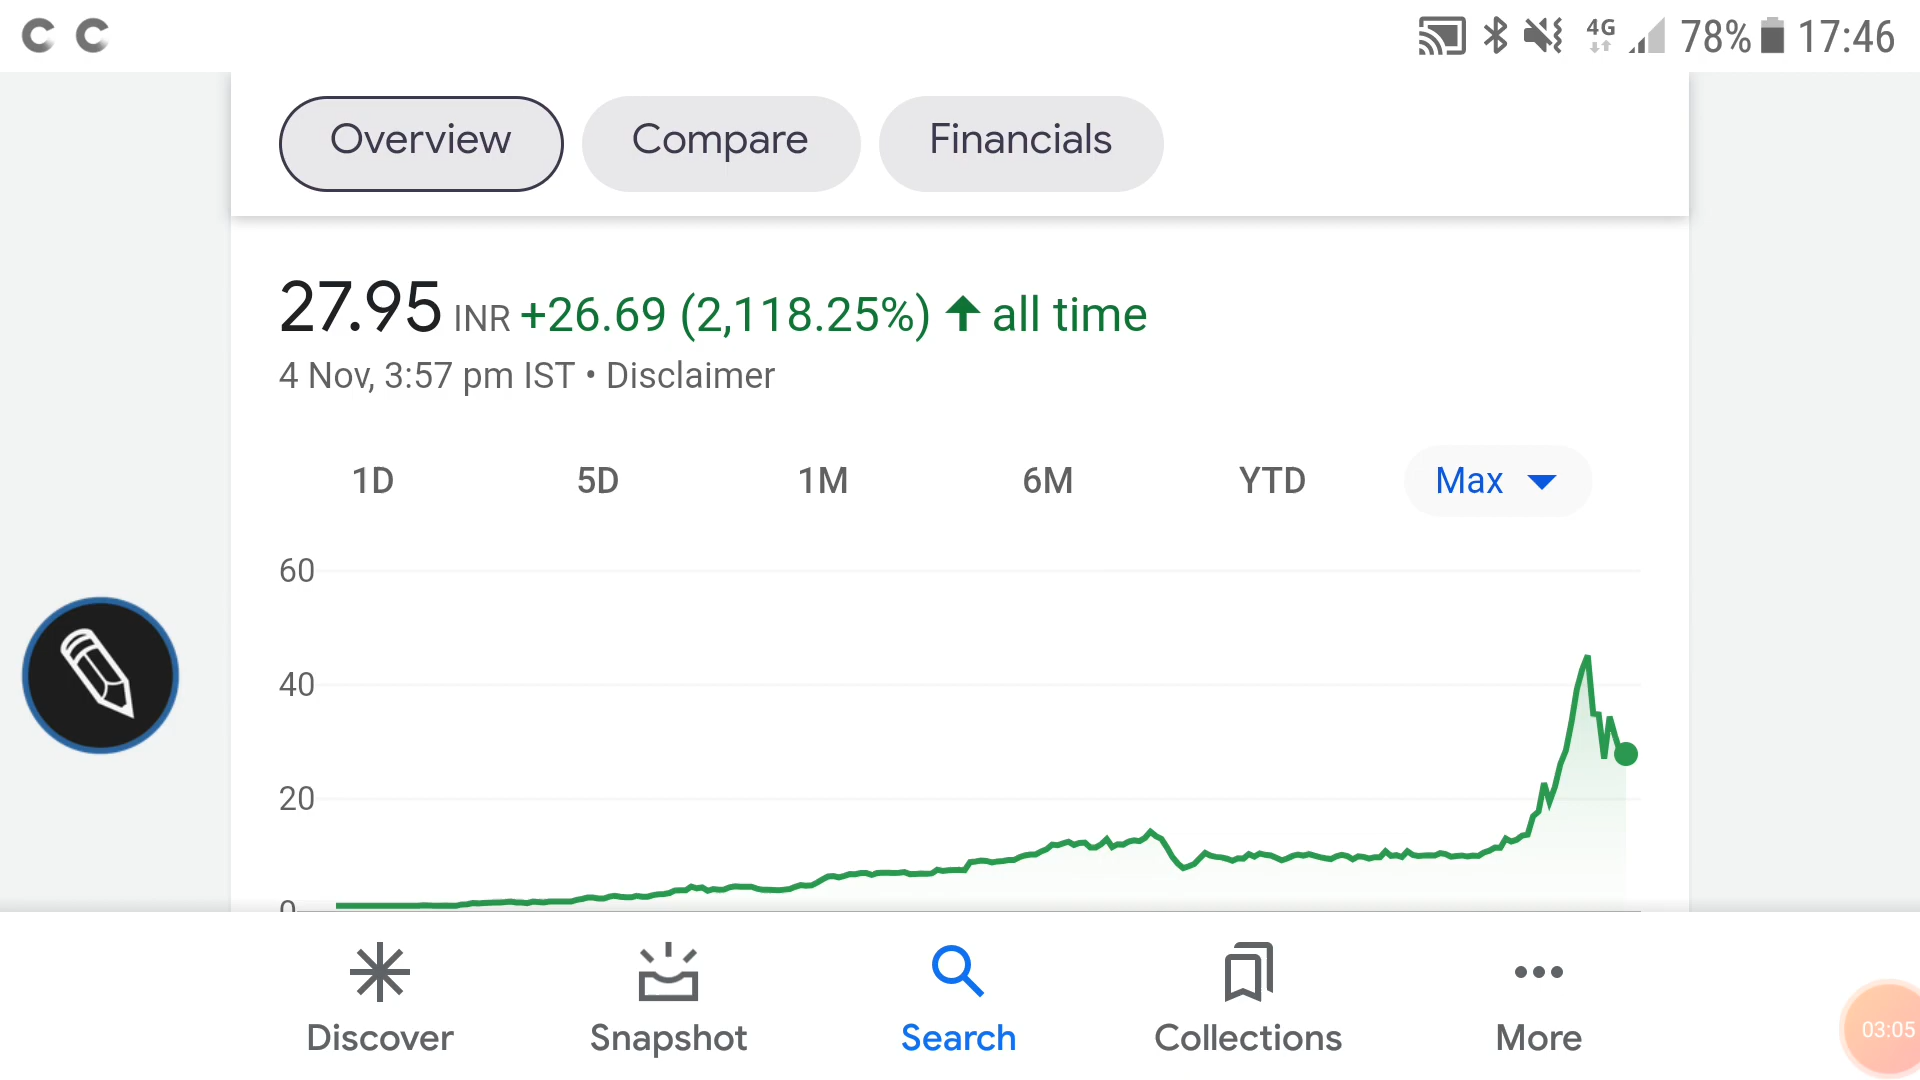 4G 78% 17:46
Overview Compare Financials
27.95 INR +26.69 (2,118.25%) all time
4 Nov, 3:57 pm IST • Disclaimer
1D 5D 1M 6M YTD Max
60
40
20
0
Discover Snapshot Search Collections More
03:05